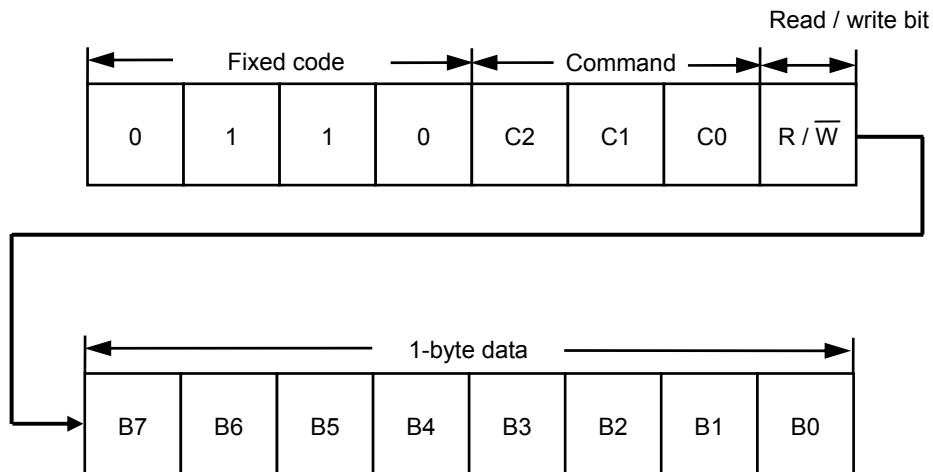 Read / write bit
Fixed code Command
0 1 1 0 C2 C1 C0 R / W̅
1-byte data
B7 B6 B5 B4 B3 B2 B1 B0